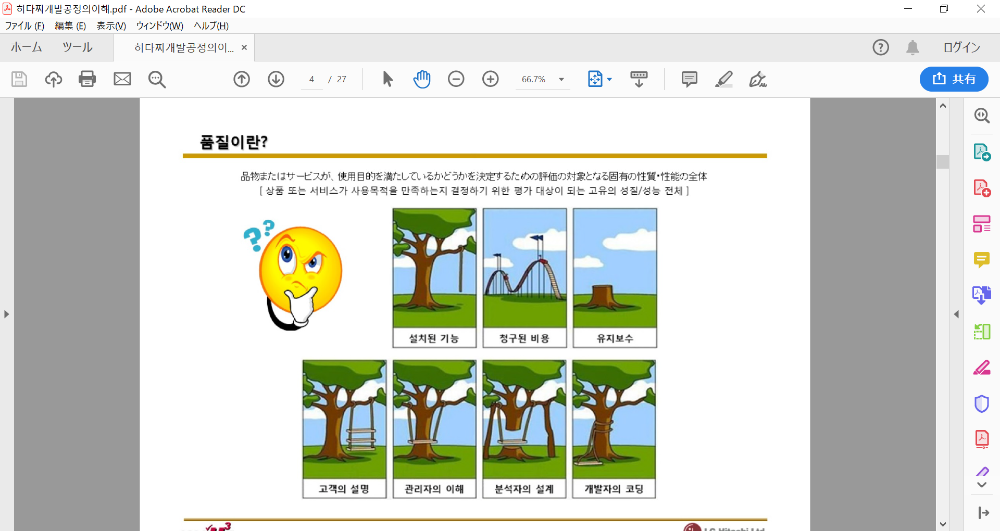 히다찌개발공정의이해.pdf - Adobe Acrobat Reader DC
ファイル (F) 編集 (E) 表示(V) ウィンドウ(W) ヘルプ(H)
ホーム ツール 히다찌개발공정의이... × ログイン
4 / 27 66.7% 共有
품질이란?
品物またはサービスが、使用目的を満たしているかどうかを決定するための評価の対象となる固有の性質・性能の全体
[ 상품 또는 서비스가 사용목적을 만족하는지 결정하기 위한 평가 대상이 되는 고유의 성질/성능 전체 ]
설치된 기능 청구된 비용 유지보수
고객의 설명 관리자의 이해 분석자의 설계 개발자의 코딩
LG Hitachi Ltd